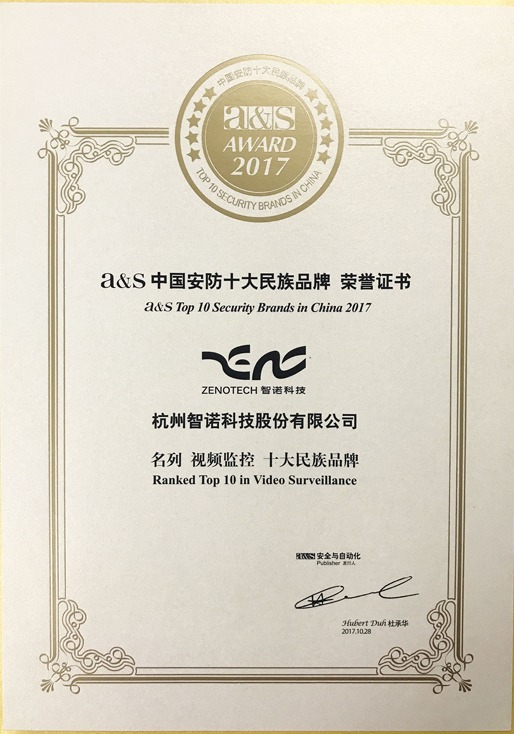 中国安防十大民族品牌
a&s
AWARD
2017
TOP 10 SECURITY BRANDS IN CHINA
a&s 中国安防十大民族品牌 荣誉证书
a&s Top 10 Security Brands in China 2017
ZENO
ZENOTECH 智诺科技
杭州智诺科技股份有限公司
名列 视频监控 十大民族品牌
Ranked Top 10 in Video Surveillance
a&s 安全与自动化
Publisher 发行人
Hubert Duh 杜承华
2017.10.28